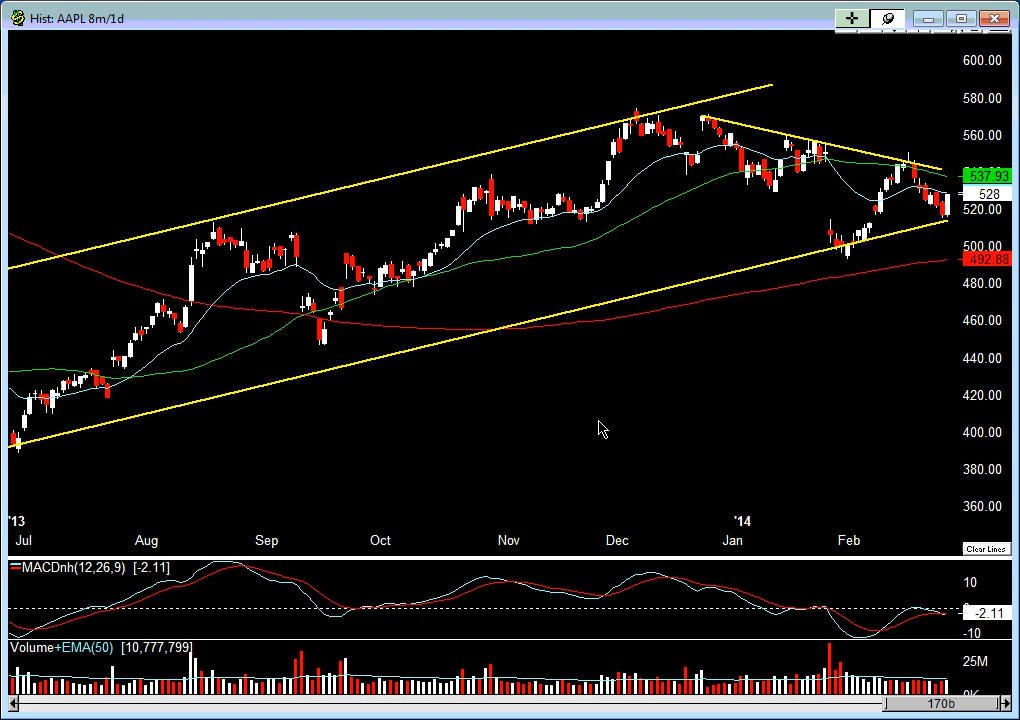 Hist: AAPL 8m/1d
600.00
580.00
560.00
537.93
528
520.00
500.00
492.88
480.00
460.00
440.00
420.00
400.00
380.00
360.00
'13 '14
Jul Aug Sep Oct Nov Dec Jan Feb
Clear Lines
MACDnh(12,26,9) [-2.11]
10
-2.11
-10
Volume+EMA(50) [10,777,799]
25M
0K
170b